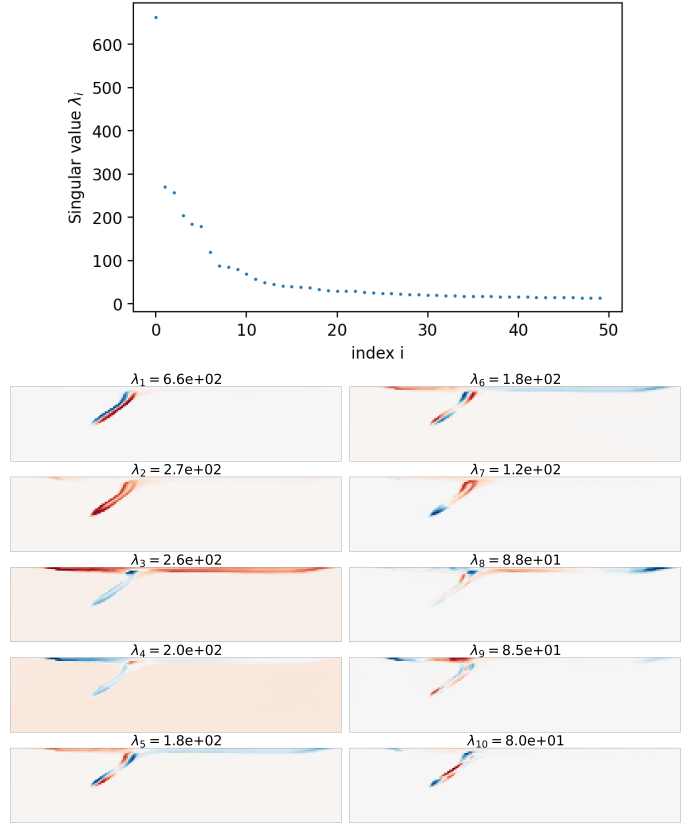 600
500
400
300
200
100
0
Singular value λᵢ
0 10 20 30 40 50
index i
λ₁ = 6.6e+02
λ₂ = 2.7e+02
λ₃ = 2.6e+02
λ₄ = 2.0e+02
λ₅ = 1.8e+02
λ₆ = 1.8e+02
λ₇ = 1.2e+02
λ₈ = 8.8e+01
λ₉ = 8.5e+01
λ₁₀ = 8.0e+01